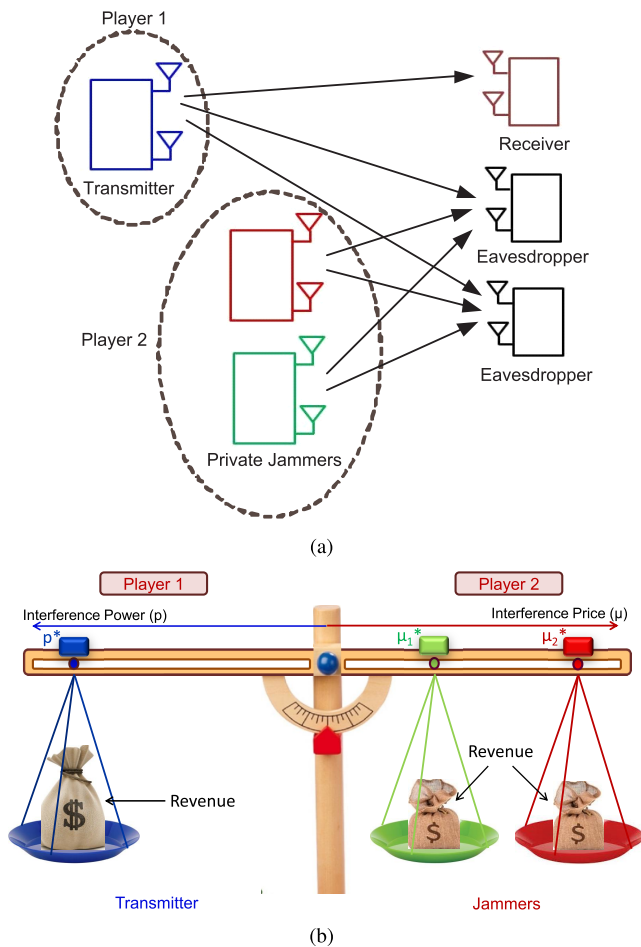 Player 1
Transmitter
Receiver
Eavesdropper
Player 2
Eavesdropper
Private Jammers
(a)
Player 1
Player 2
Interference Power (p)
Interference Price (μ)
p*
μ₁*
μ₂*
$
Revenue
Revenue
$
$
Transmitter
Jammers
(b)